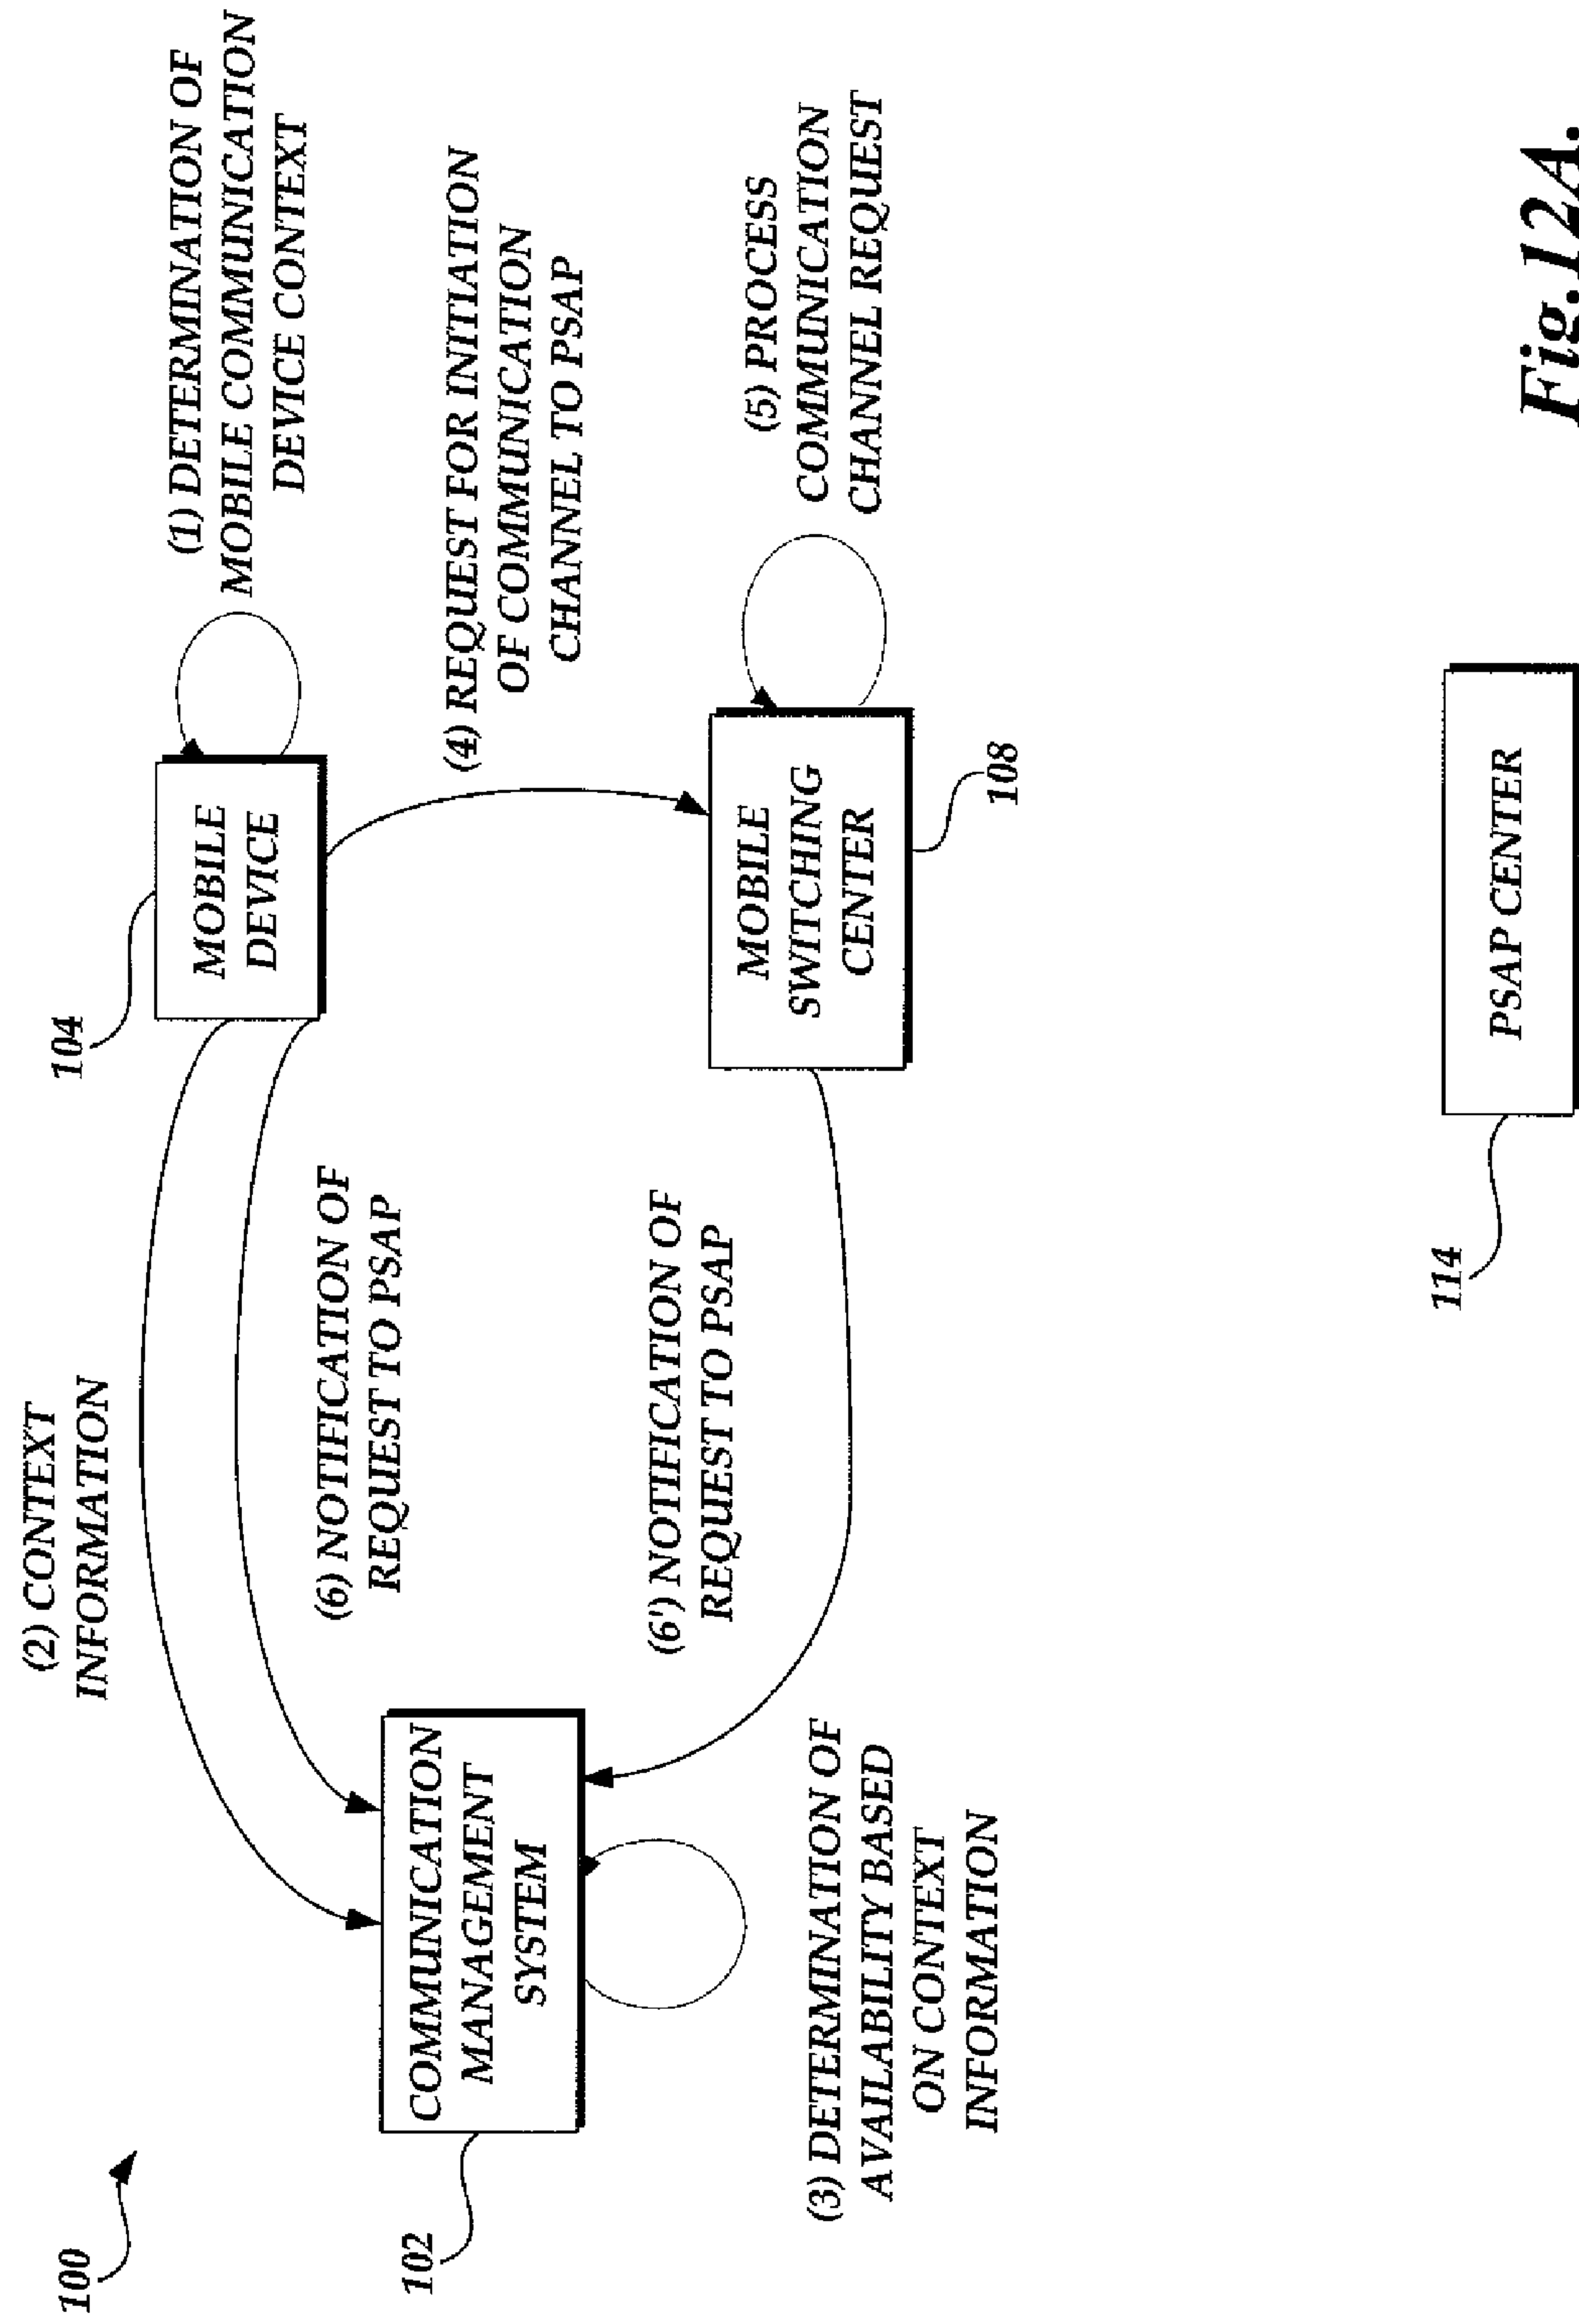 100
(2) CONTEXT
INFORMATION
104
(1) DETERMINATION OF
MOBILE COMMUNICATION
DEVICE CONTEXT
MOBILE
DEVICE
102
COMMUNICATION
MANAGEMENT
SYSTEM
(6) NOTIFICATION OF
REQUEST TO PSAP
(4) REQUEST FOR INITIATION
OF COMMUNICATION
CHANNEL TO PSAP
(6') NOTIFICATION OF
REQUEST TO PSAP
MOBILE
SWITCHING
CENTER
(5) PROCESS
COMMUNICATION
CHANNEL REQUEST
(3) DETERMINATION OF
AVAILABILITY BASED
ON CONTEXT
INFORMATION
108
114
PSAP CENTER
Fig.12A.